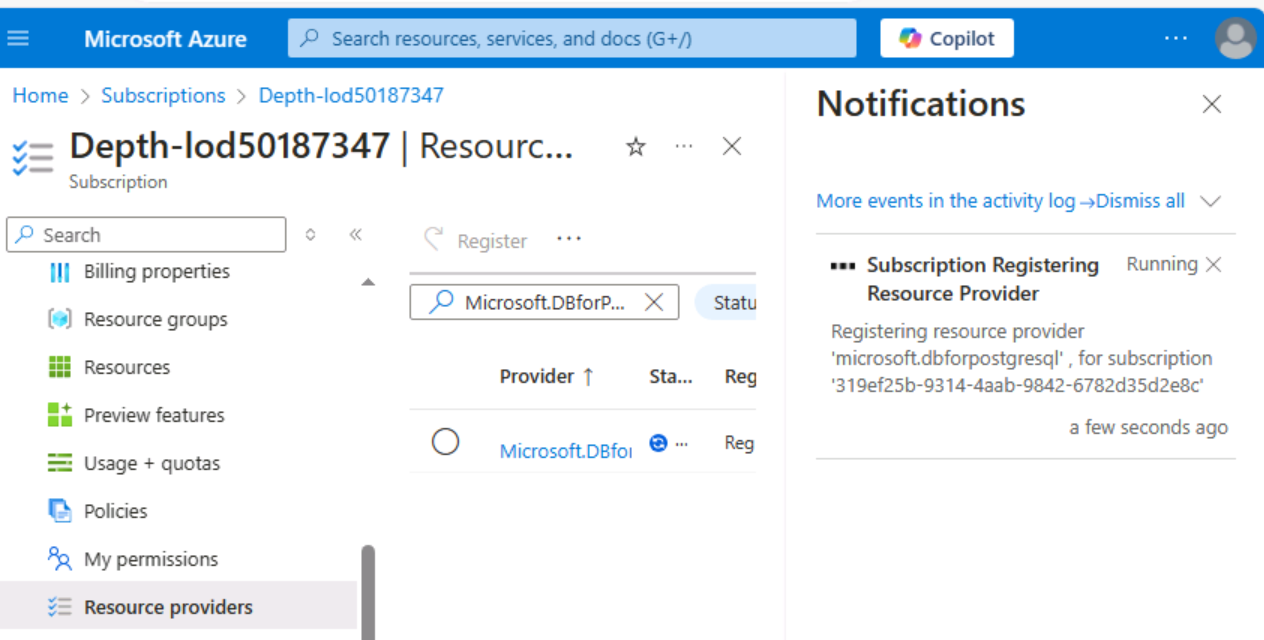 Microsoft Azure
Search resources, services, and docs (G+/)
Copilot
...
Home > Subscriptions > Depth-lod50187347
Depth-lod50187347 | Resourc...
...
Subscription
Search
Billing properties
Resource groups
Resources
Preview features
Usage + quotas
Policies
My permissions
Resource providers
Register
...
Microsoft.DBforP...
Statu
Provider ↑ Sta... Reg
Microsoft.DBfor ... Reg
Notifications
More events in the activity log →Dismiss all
Subscription Registering Running
Resource Provider
Registering resource provider
'microsoft.dbforpostgresql' , for subscription
'319ef25b-9314-4aab-9842-6782d35d2e8c'
a few seconds ago